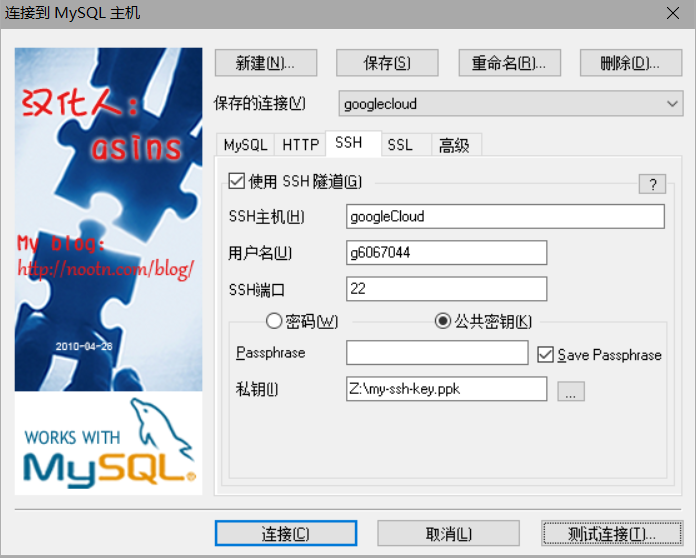 连接到 MySQL 主机
新建(N)...
保存(S)
重命名(R)...
删除(D)...
保存的连接(V)
googlecloud
MySQL
HTTP
SSH
SSL
高级
使用 SSH 隧道(G)
?
SSH主机(H)
googleCloud
用户名(U)
g6067044
SSH端口
22
密码(W)
公共密钥(K)
Passphrase
Save Passphrase
私钥(I)
Z:\my-ssh-key.ppk
...
汉化人：
asins
My blog:
http://nootn.com/blog/
2010-04-26
WORKS WITH
MySQL®
连接(C)
取消(L)
测试连接(T)...